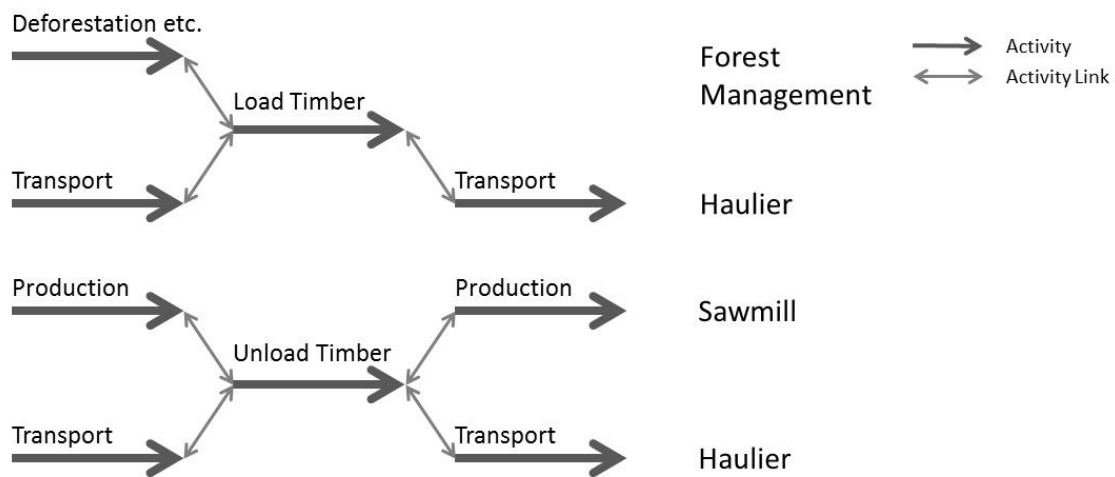 Deforestation etc.
Forest
Management
Activity
Activity Link
Load Timber
Transport
Transport
Haulier
Production
Production
Sawmill
Unload Timber
Transport
Transport
Haulier